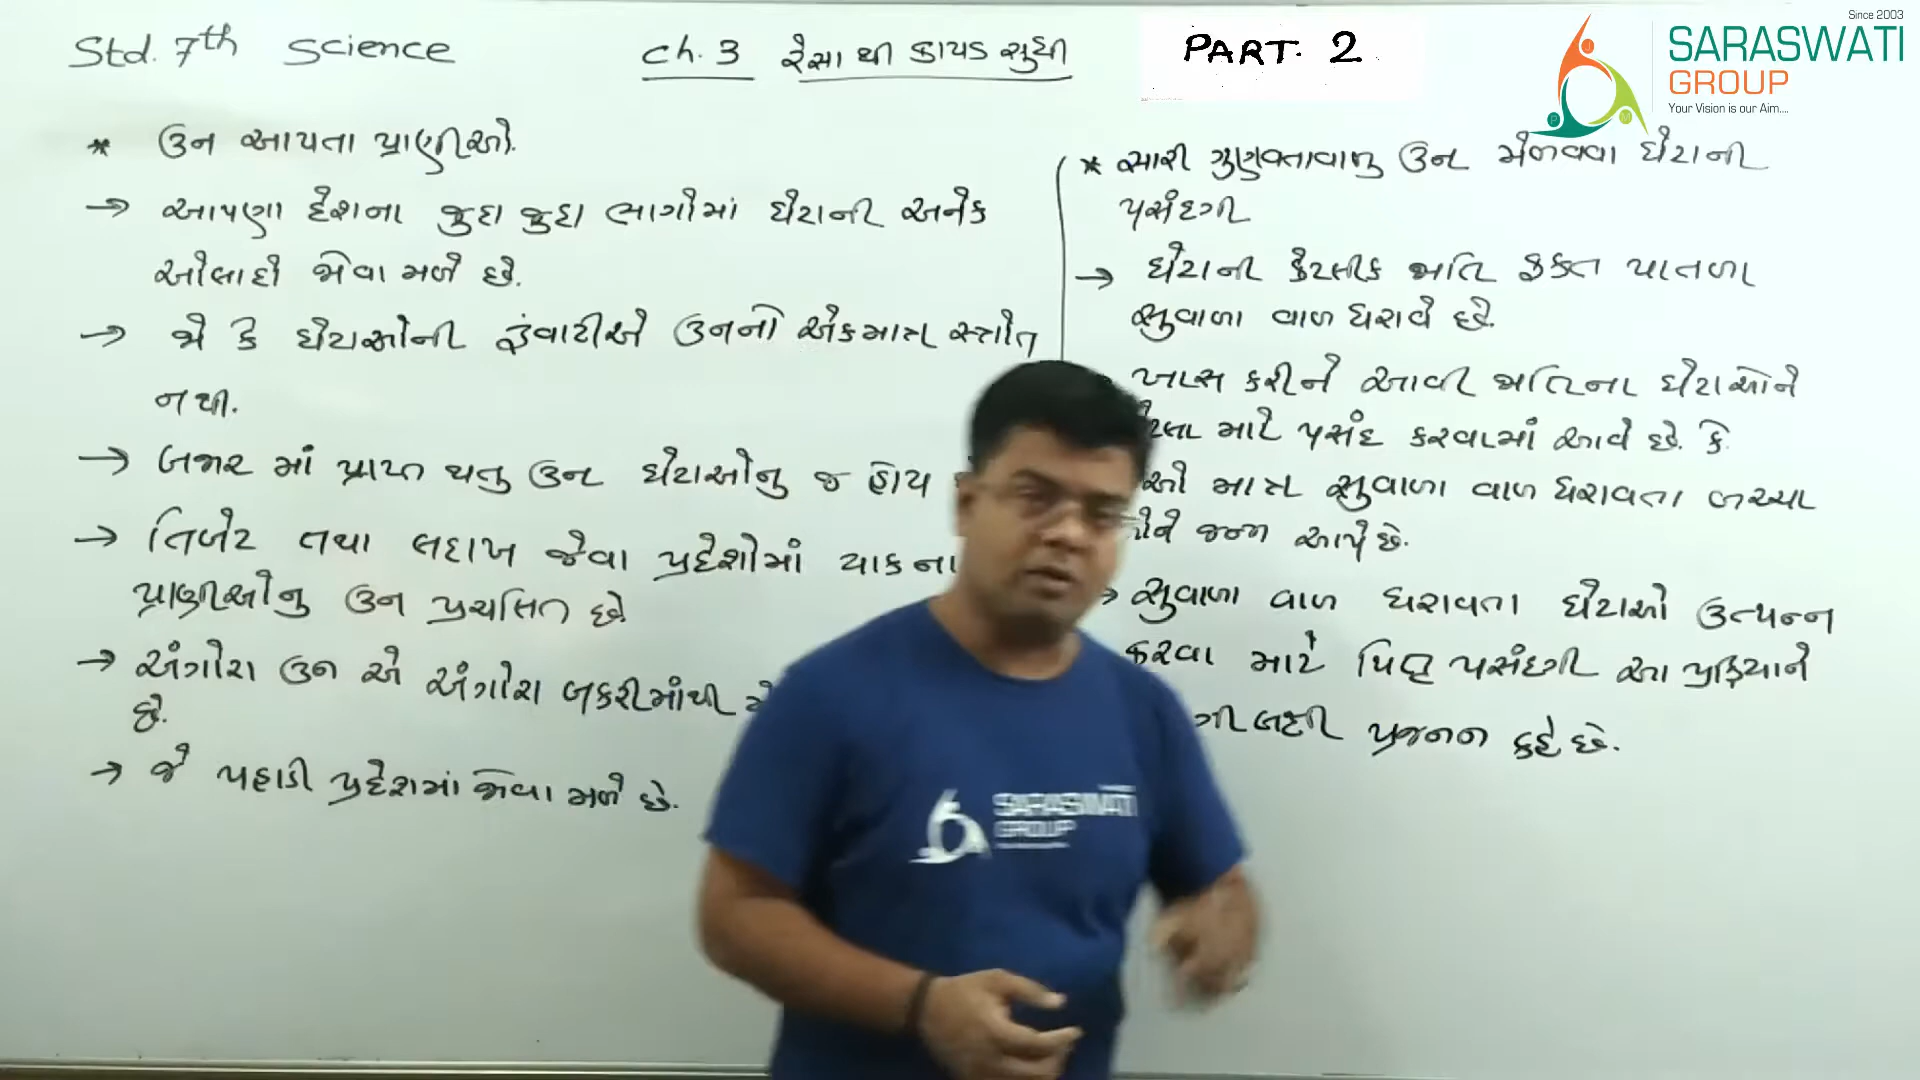 Std. 7th Science
Ch. 3 રેસા થી કાપડ સુધી
PART. 2
Since 2003
SARASWATI
GROUP
Your Vision is our Aim....
* ઉન આપતા પ્રાણીઓ.
→ આપણા દેશના જુદા જુદા ભાગોમાં ઘેટાની અનેક
ઓલાદો જોવા મળે છે.
→ જો કે ઘેટાઓની રૂંવાટીએ ઉનનો એકમાત્ર સ્ત્રોત
નથી.
→ બજાર માં પ્રાપ્ત થતુ ઉન ઘેટાઓનુ જ હોય
→ તિબેટ તથા લદાખ જેવા પ્રદેશોમાં યાક ના
પ્રાણીઓનુ ઉન પ્રચલિત છે.
→ અંગોરા ઉન એ અંગોરા બકરીમાંથી
છે.
→ જે પહાડી પ્રદેશમાં જોવા મળે છે.
* સારી ગુણવત્તાવાળુ ઉન મેળવવા ઘેટાની
પસંદગી
→ ઘેટાની કેટલીક જાતિ ફક્ત પાતળા
સુવાળા વાળ ધરાવે છે.
ખાસ કરીને આવી જાતિના ઘેટાઓને
માટે પસંદ કરવામાં આવે છે. કે
માત્ર સુવાળા વાળ ધરાવતા બચ્ચા
જન્મ આપે છે.
સુવાળા વાળ ધરાવતા ઘેટાઓ ઉત્પન્ન
કરવા માટે પિતૃ પસંદગી આ પ્રક્રિયાને
પ્રજનન કહે છે.
SARASWATI
GROUP